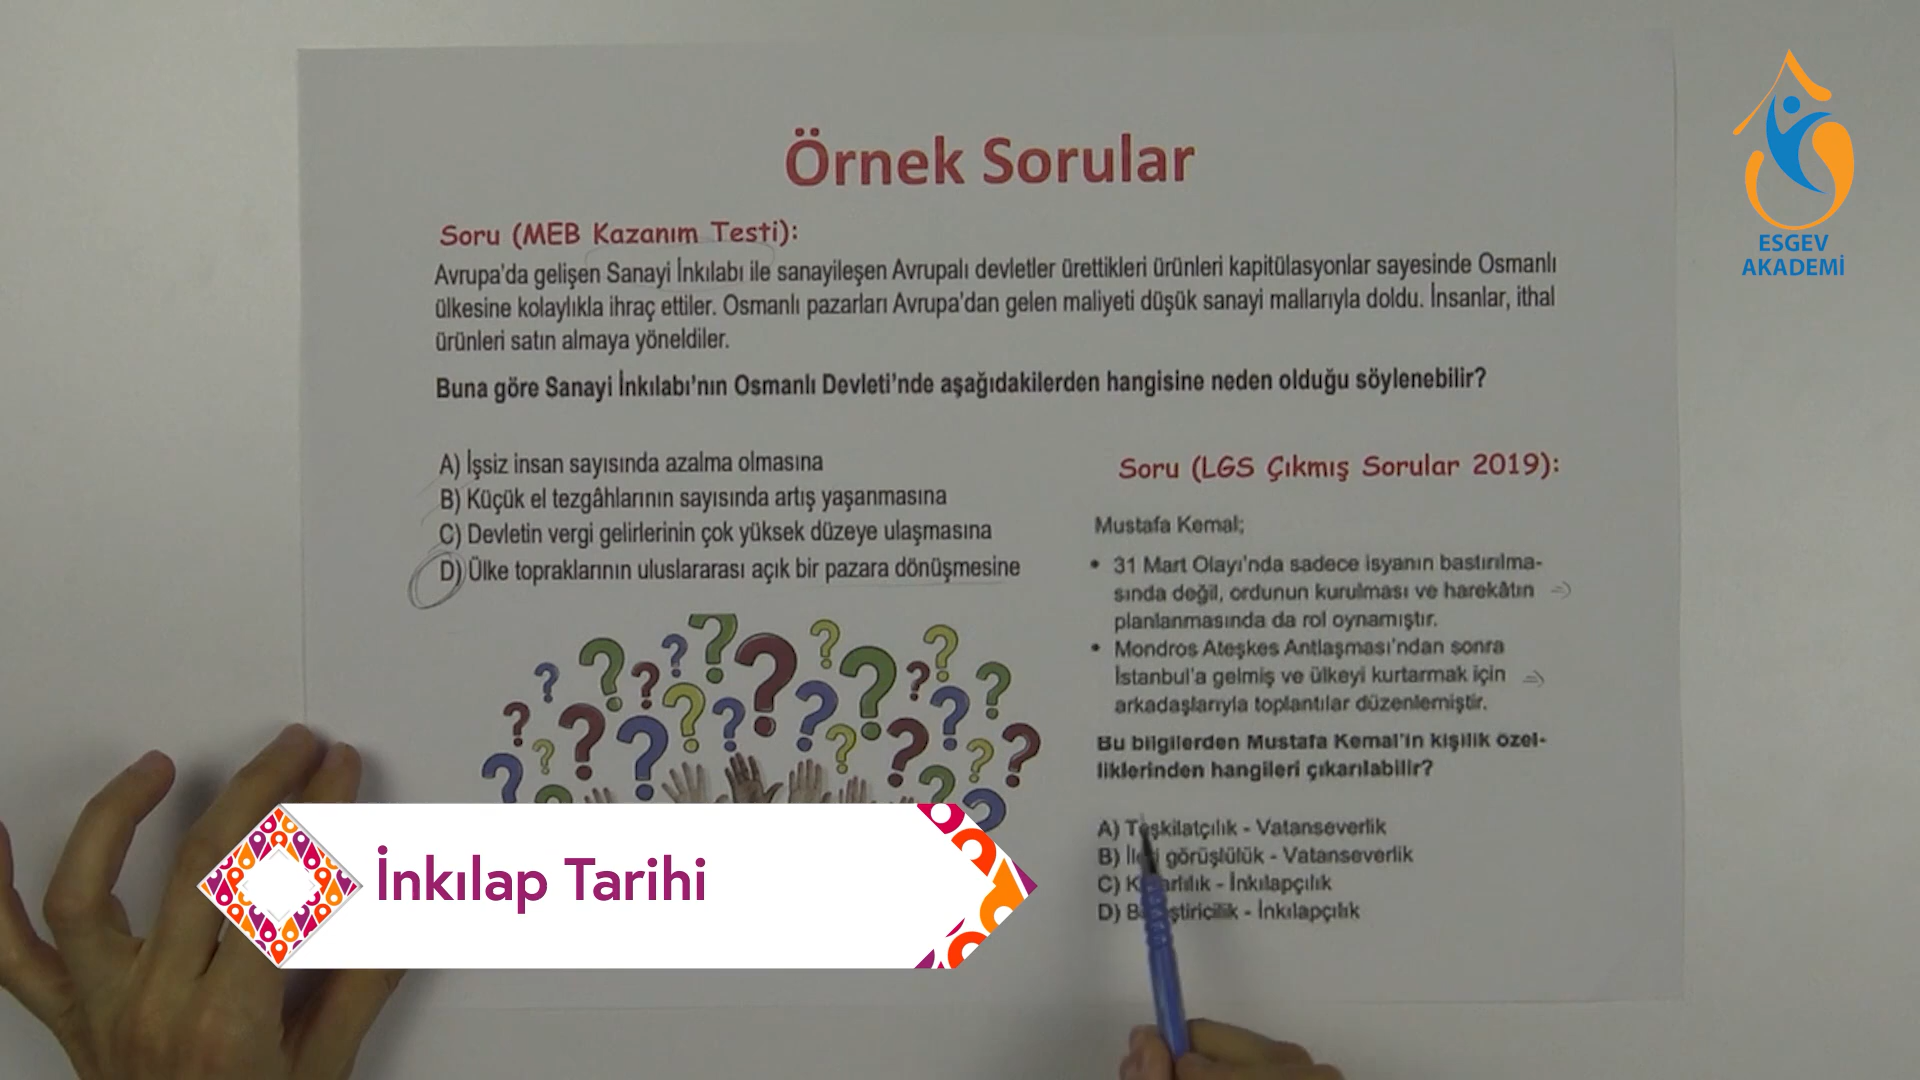 Örnek Sorular
Soru (MEB Kazanım Testi):
Avrupa'da gelişen Sanayi İnkılabı ile sanayileşen Avrupalı devletler ürettikleri ürünleri kapitülasyonlar sayesinde Osmanlı
ülkesine kolaylıkla ihraç ettiler. Osmanlı pazarları Avrupa'dan gelen maliyeti düşük sanayi mallarıyla doldu. İnsanlar, ithal
ürünleri satın almaya yöneldiler.
Buna göre Sanayi İnkılabı'nın Osmanlı Devleti'nde aşağıdakilerden hangisine neden olduğu söylenebilir?
A) İşsiz insan sayısında azalma olmasına
B) Küçük el tezgâhlarının sayısında artış yaşanmasına
C) Devletin vergi gelirlerinin çok yüksek düzeye ulaşmasına
D) Ülke topraklarının uluslararası açık bir pazara dönüşmesine
Soru (LGS Çıkmış Sorular 2019):
Mustafa Kemal;
• 31 Mart Olayı'nda sadece isyanın bastırılma-
sında değil, ordunun kurulması ve harekâtın
planlanmasında da rol oynamıştır.
• Mondros Ateşkes Antlaşması'ndan sonra
İstanbul'a gelmiş ve ülkeyi kurtarmak için
arkadaşlarıyla toplantılar düzenlemiştir.
Bu bilgilerden Mustafa Kemal'in kişilik özel-
liklerinden hangileri çıkarılabilir?
A) Teşkilatçılık - Vatanseverlik
B) İleri görüşlülük - Vatanseverlik
C) Kararlılık - İnkılapçılık
D) Birleştiricilik - İnkılapçılık
İnkılap Tarihi
ESGEV
AKADEMİ